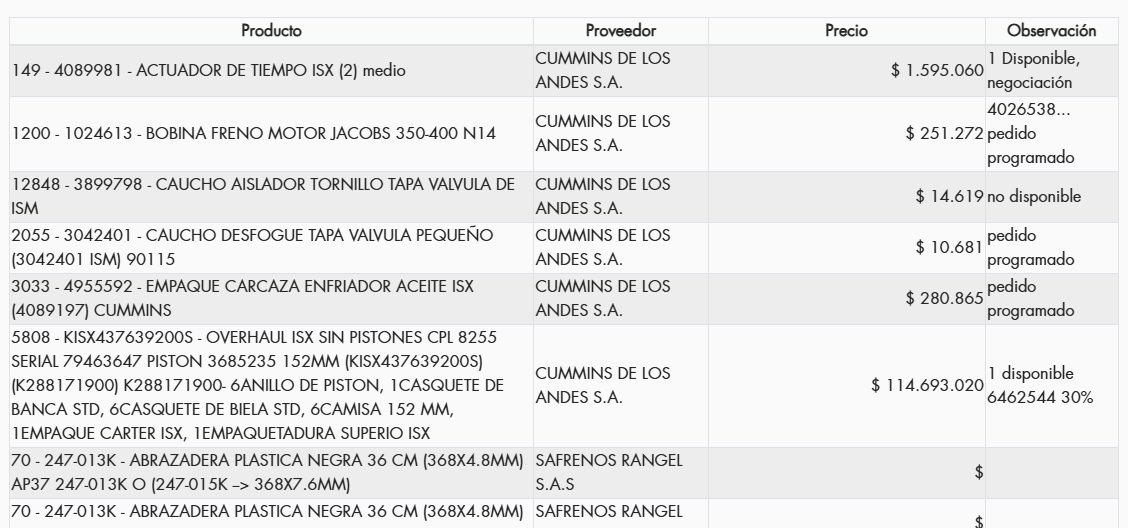 Producto Proveedor Precio Observación
149 - 4089981 - ACTUADOR DE TIEMPO ISX (2) medio
CUMMINS DE LOS
ANDES S.A.
$ 1.595.060
1 Disponible,
negociación
1200 - 1024613 - BOBINA FRENO MOTOR JACOBS 350-400 N14
CUMMINS DE LOS
ANDES S.A.
$ 251.272
4026538...
pedido
programado
12848 - 3899798 - CAUCHO AISLADOR TORNILLO TAPA VALVULA DE
ISM
CUMMINS DE LOS
ANDES S.A.
$ 14.619
no disponible
2055 - 3042401 - CAUCHO DESFOGUE TAPA VALVULA PEQUEÑO
(3042401 ISM) 90115
CUMMINS DE LOS
ANDES S.A.
$ 10.681
pedido
programado
3033 - 4955592 - EMPAQUE CARCAZA ENFRIADOR ACEITE ISX
(4089197) CUMMINS
CUMMINS DE LOS
ANDES S.A.
$ 280.865
pedido
programado
5808 - KISX437639200S - OVERHAUL ISX SIN PISTONES CPL 8255
SERIAL 79463647 PISTON 3685235 152MM (KISX437639200S)
(K288171900) K288171900- 6ANILLO DE PISTON, 1CASQUETE DE
BANCA STD, 6CASQUETE DE BIELA STD, 6CAMISA 152 MM,
1EMPAQUE CARTER ISX, 1EMPAQUETADURA SUPERIO ISX
CUMMINS DE LOS
ANDES S.A.
$ 114.693.020
1 disponible
6462544 30%
70 - 247-013K - ABRAZADERA PLASTICA NEGRA 36 CM (368X4.8MM)
AP37 247-013K O (247-015K --> 368X7.6MM)
SAFRENOS RANGEL
S.A.S
$
70 - 247-013K - ABRAZADERA PLASTICA NEGRA 36 CM (368X4.8MM)
SAFRENOS RANGEL
$